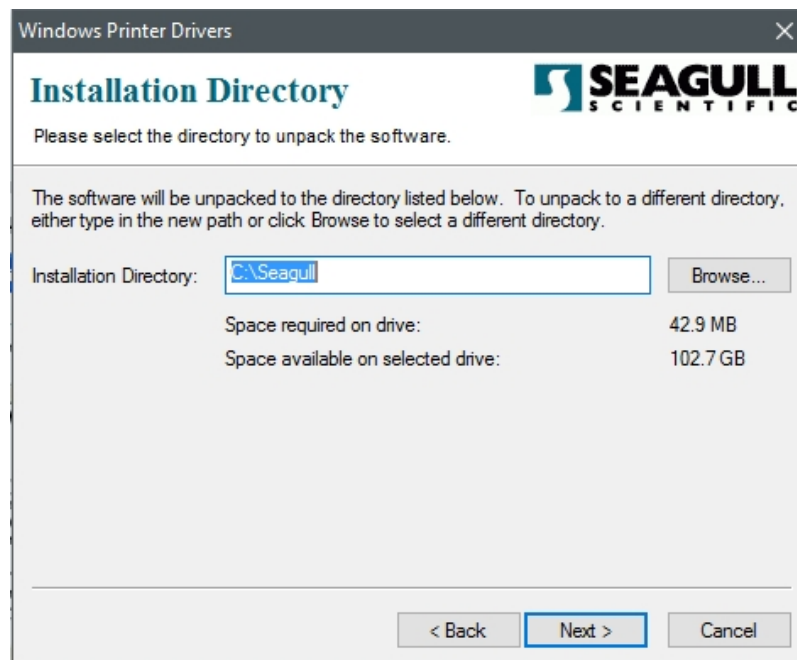 Windows Printer Drivers
Installation Directory
SEAGULL
SCIENTIFIC
Please select the directory to unpack the software.
The software will be unpacked to the directory listed below. To unpack to a different directory,
either type in the new path or click Browse to select a different directory.
Installation Directory: C:\Seagull Browse...
Space required on drive: 42.9 MB
Space available on selected drive: 102.7 GB
< Back Next > Cancel